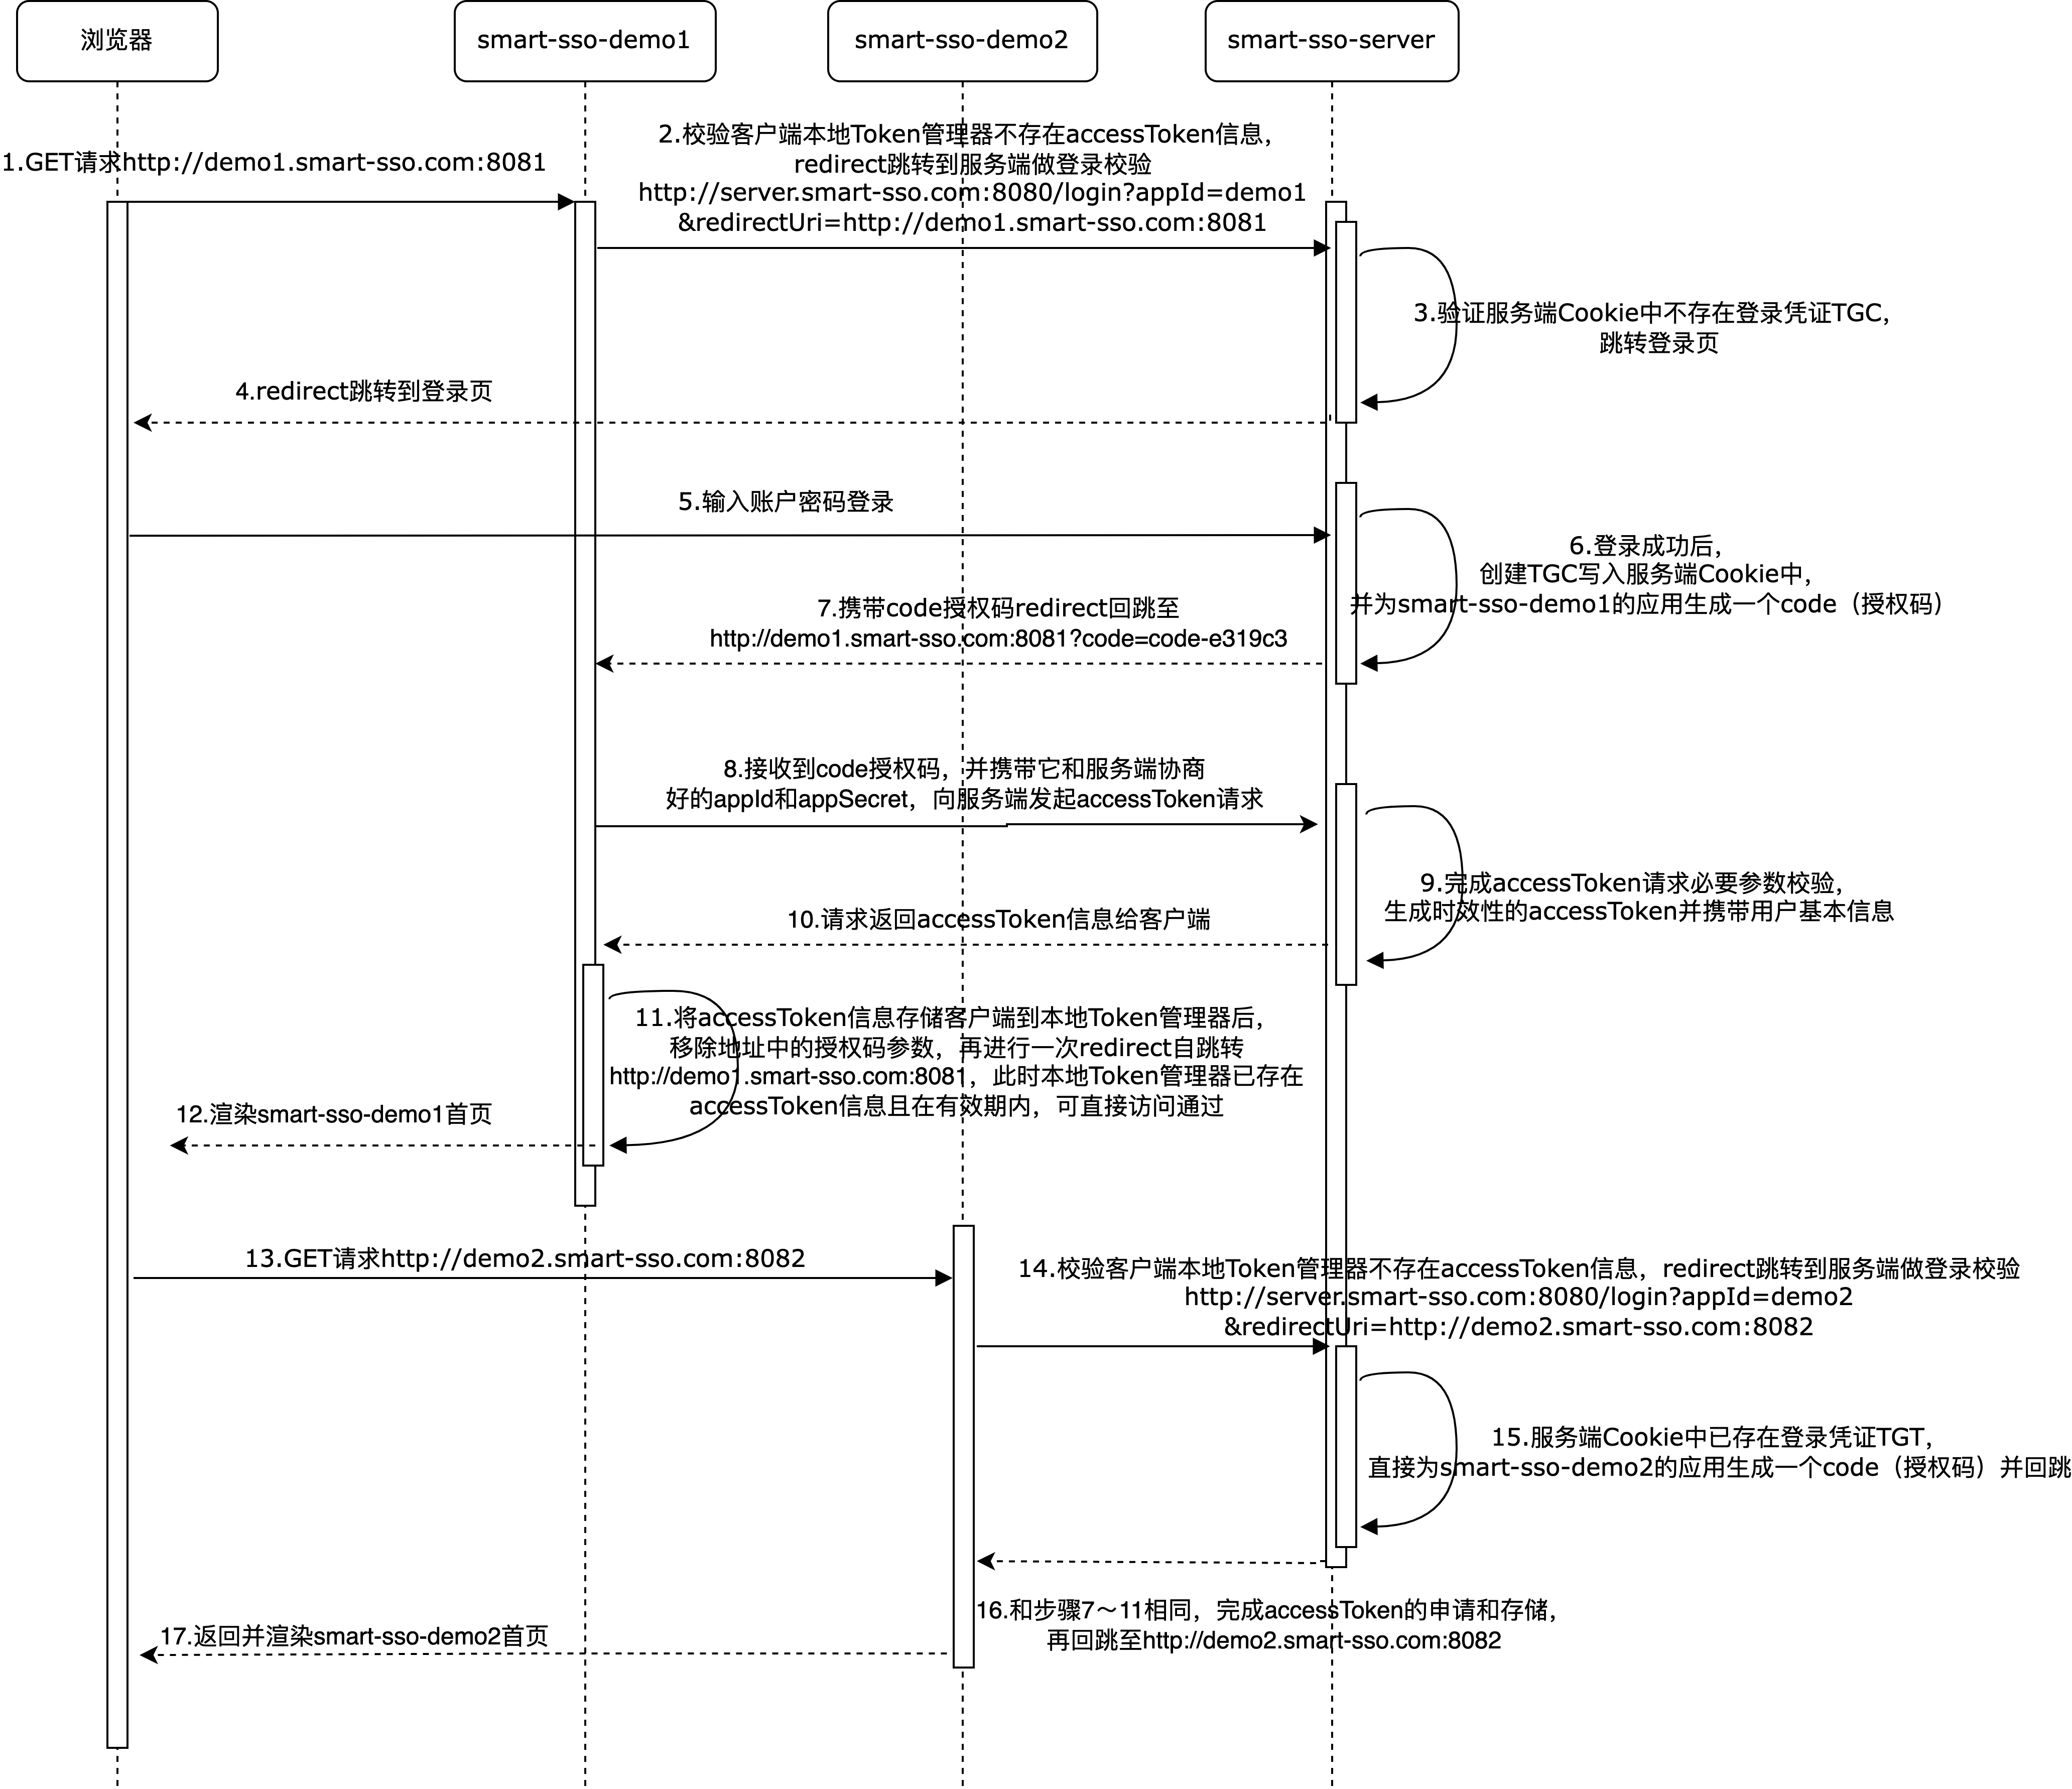 浏览器
smart-sso-demo1
smart-sso-demo2
smart-sso-server
1.GET请求http://demo1.smart-sso.com:8081
2.校验客户端本地Token管理器不存在accessToken信息，
redirect跳转到服务端做登录校验
http://server.smart-sso.com:8080/login?appId=demo1
&redirectUri=http://demo1.smart-sso.com:8081
3.验证服务端Cookie中不存在登录凭证TGC，
跳转登录页
4.redirect跳转到登录页
5.输入账户密码登录
6.登录成功后，
创建TGC写入服务端Cookie中，
并为smart-sso-demo1的应用生成一个code（授权码）
7.携带code授权码redirect回跳至
http://demo1.smart-sso.com:8081?code=code-e319c3
8.接收到code授权码，并携带它和服务端协商
好的appId和appSecret，向服务端发起accessToken请求
9.完成accessToken请求必要参数校验，
生成时效性的accessToken并携带用户基本信息
10.请求返回accessToken信息给客户端
11.将accessToken信息存储客户端到本地Token管理器后，
移除地址中的授权码参数，再进行一次redirect自跳转
http://demo1.smart-sso.com:8081，此时本地Token管理器已存在
accessToken信息且在有效期内，可直接访问通过
12.渲染smart-sso-demo1首页
13.GET请求http://demo2.smart-sso.com:8082
14.校验客户端本地Token管理器不存在accessToken信息，redirect跳转到服务端做登录校验
http://server.smart-sso.com:8080/login?appId=demo2
&redirectUri=http://demo2.smart-sso.com:8082
15.服务端Cookie中已存在登录凭证TGT，
直接为smart-sso-demo2的应用生成一个code（授权码）并回跳
16.和步骤7～11相同，完成accessToken的申请和存储，
再回跳至http://demo2.smart-sso.com:8082
17.返回并渲染smart-sso-demo2首页